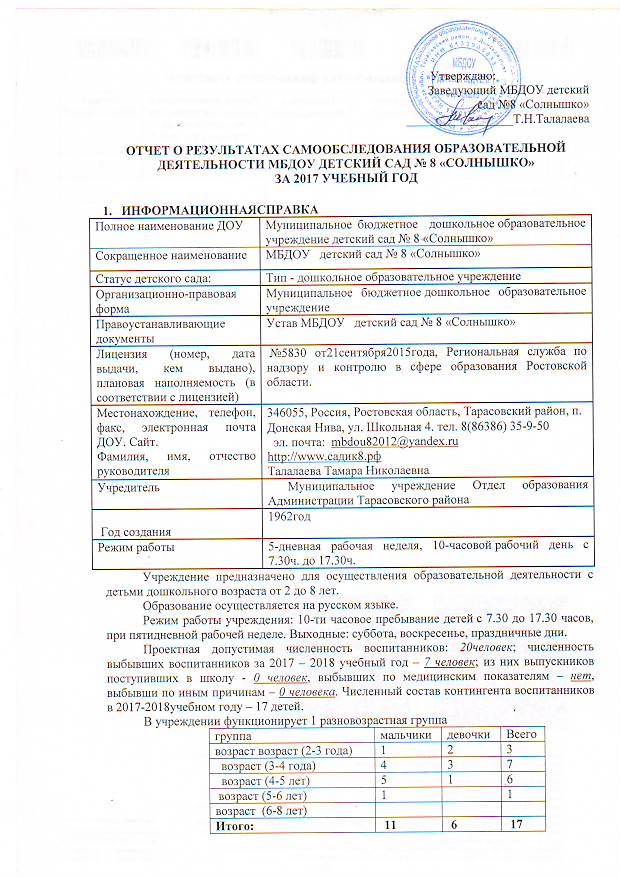 МБДОУ
Утверждаю:
Заведующий МБДОУ детский
сад №8 «Солнышко»
Т.Н.Талалаева
ОТЧЕТ О РЕЗУЛЬТАТАХ САМООБСЛЕДОВАНИЯ ОБРАЗОВАТЕЛЬНОЙ
ДЕЯТЕЛЬНОСТИ МБДОУ ДЕТСКИЙ САД № 8 «СОЛНЫШКО»
ЗА 2017 УЧЕБНЫЙ ГОД
1. ИНФОРМАЦИОННАЯСПРАВКА
Полное наименование ДОУ Муниципальное бюджетное дошкольное образовательное
учреждение детский сад № 8 «Солнышко»
Сокращенное наименование МБДОУ детский сад № 8 «Солнышко»
Статус детского сада: Тип - дошкольное образовательное учреждение
Организационно-правовая Муниципальное бюджетное дошкольное образовательное
форма учреждение
Правоустанавливающие Устав МБДОУ детский сад № 8 «Солнышко»
документы
Лицензия (номер, дата №5830 от21сентября2015года, Региональная служба по
выдачи, кем выдано), надзору и контролю в сфере образования Ростовской
плановая наполняемость (в области.
соответствии с лицензией)
Местонахождение, телефон, 346055, Россия, Ростовская область, Тарасовский район, п.
факс, электронная почта Донская Нива, ул. Школьная 4. тел. 8(86386) 35-9-50
ДОУ. Сайт. эл. почта: mbdou82012@yandex.ru
Фамилия, имя, отчество http://www.садик8.рф
руководителя Талалаева Тамара Николаевна
Учредитель Муниципальное учреждение Отдел образования
Администрации Тарасовского района
1962год
Год создания
Режим работы 5-дневная рабочая неделя, 10-часовой рабочий день с
7.30ч. до 17.30ч.
Учреждение предназначено для осуществления образовательной деятельности с
детьми дошкольного возраста от 2 до 8 лет.
Образование осуществляется на русском языке.
Режим работы учреждения: 10-ти часовое пребывание детей с 7.30 до 17.30 часов,
при пятидневной рабочей неделе. Выходные: суббота, воскресенье, праздничные дни.
Проектная допустимая численность воспитанников: 20человек; численность
выбывших воспитанников за 2017 – 2018 учебный год – 7 человек; из них выпускников
поступивших в школу - 0 человек, выбывших по медицинским показателям – нет,
выбывши по иным причинам – 0 человека. Численный состав контингента воспитанников
в 2017-2018учебном году – 17 детей.
В учреждении функционирует 1 разновозрастная группа
группа мальчики девочки Всего
возраст возраст (2-3 года) 1 2 3
возраст (3-4 года) 4 3 7
возраст (4-5 лет) 5 1 6
возраст (5-6 лет) 1 1
возраст (6-8 лет)
Итого: 11 6 17